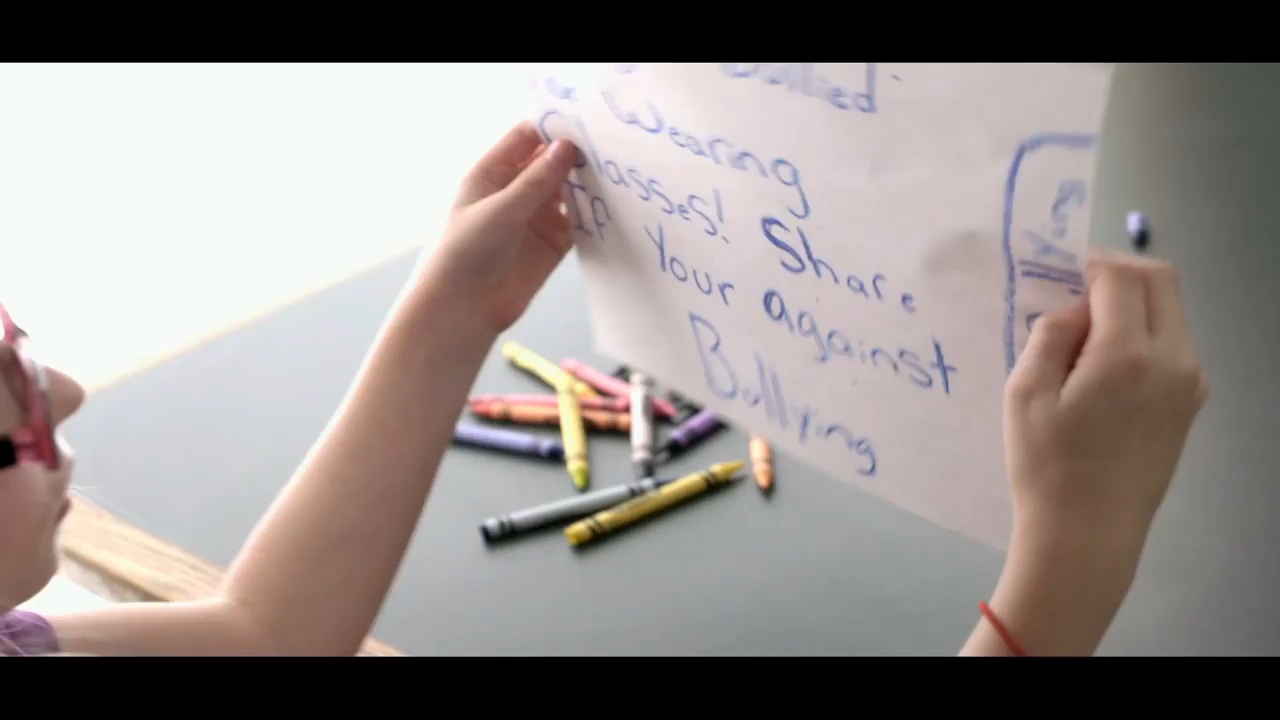 Bullied
Wearing
Glasses! Share
If Your against
Bullying